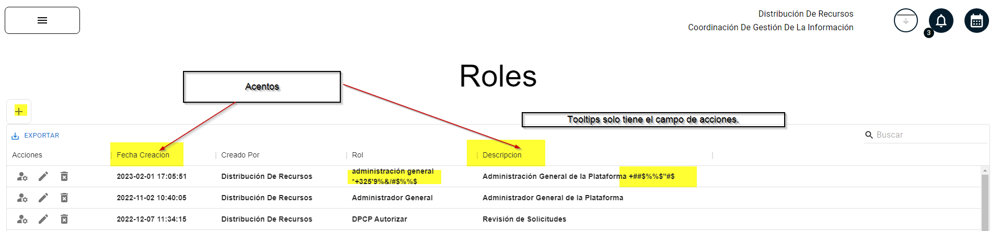 Distribución De Recursos
Coordinación De Gestión De La Información
3
Roles
Acentos
Tooltips solo tiene el campo de acciones.
EXPORTAR
Buscar
Acciones Fecha Creacion Creado Por Rol Descripcion
2023-02-01 17:05:51 Distribución De Recursos administración general *+325'9%&/#$%%$ Administración General de la Plataforma +##$%%$"#$
2022-11-02 10:40:05 Distribución De Recursos Administrador General Administrador General de la Plataforma
2022-12-07 11:34:15 Distribución De Recursos DPCP Autorizar Revisión de Solicitudes